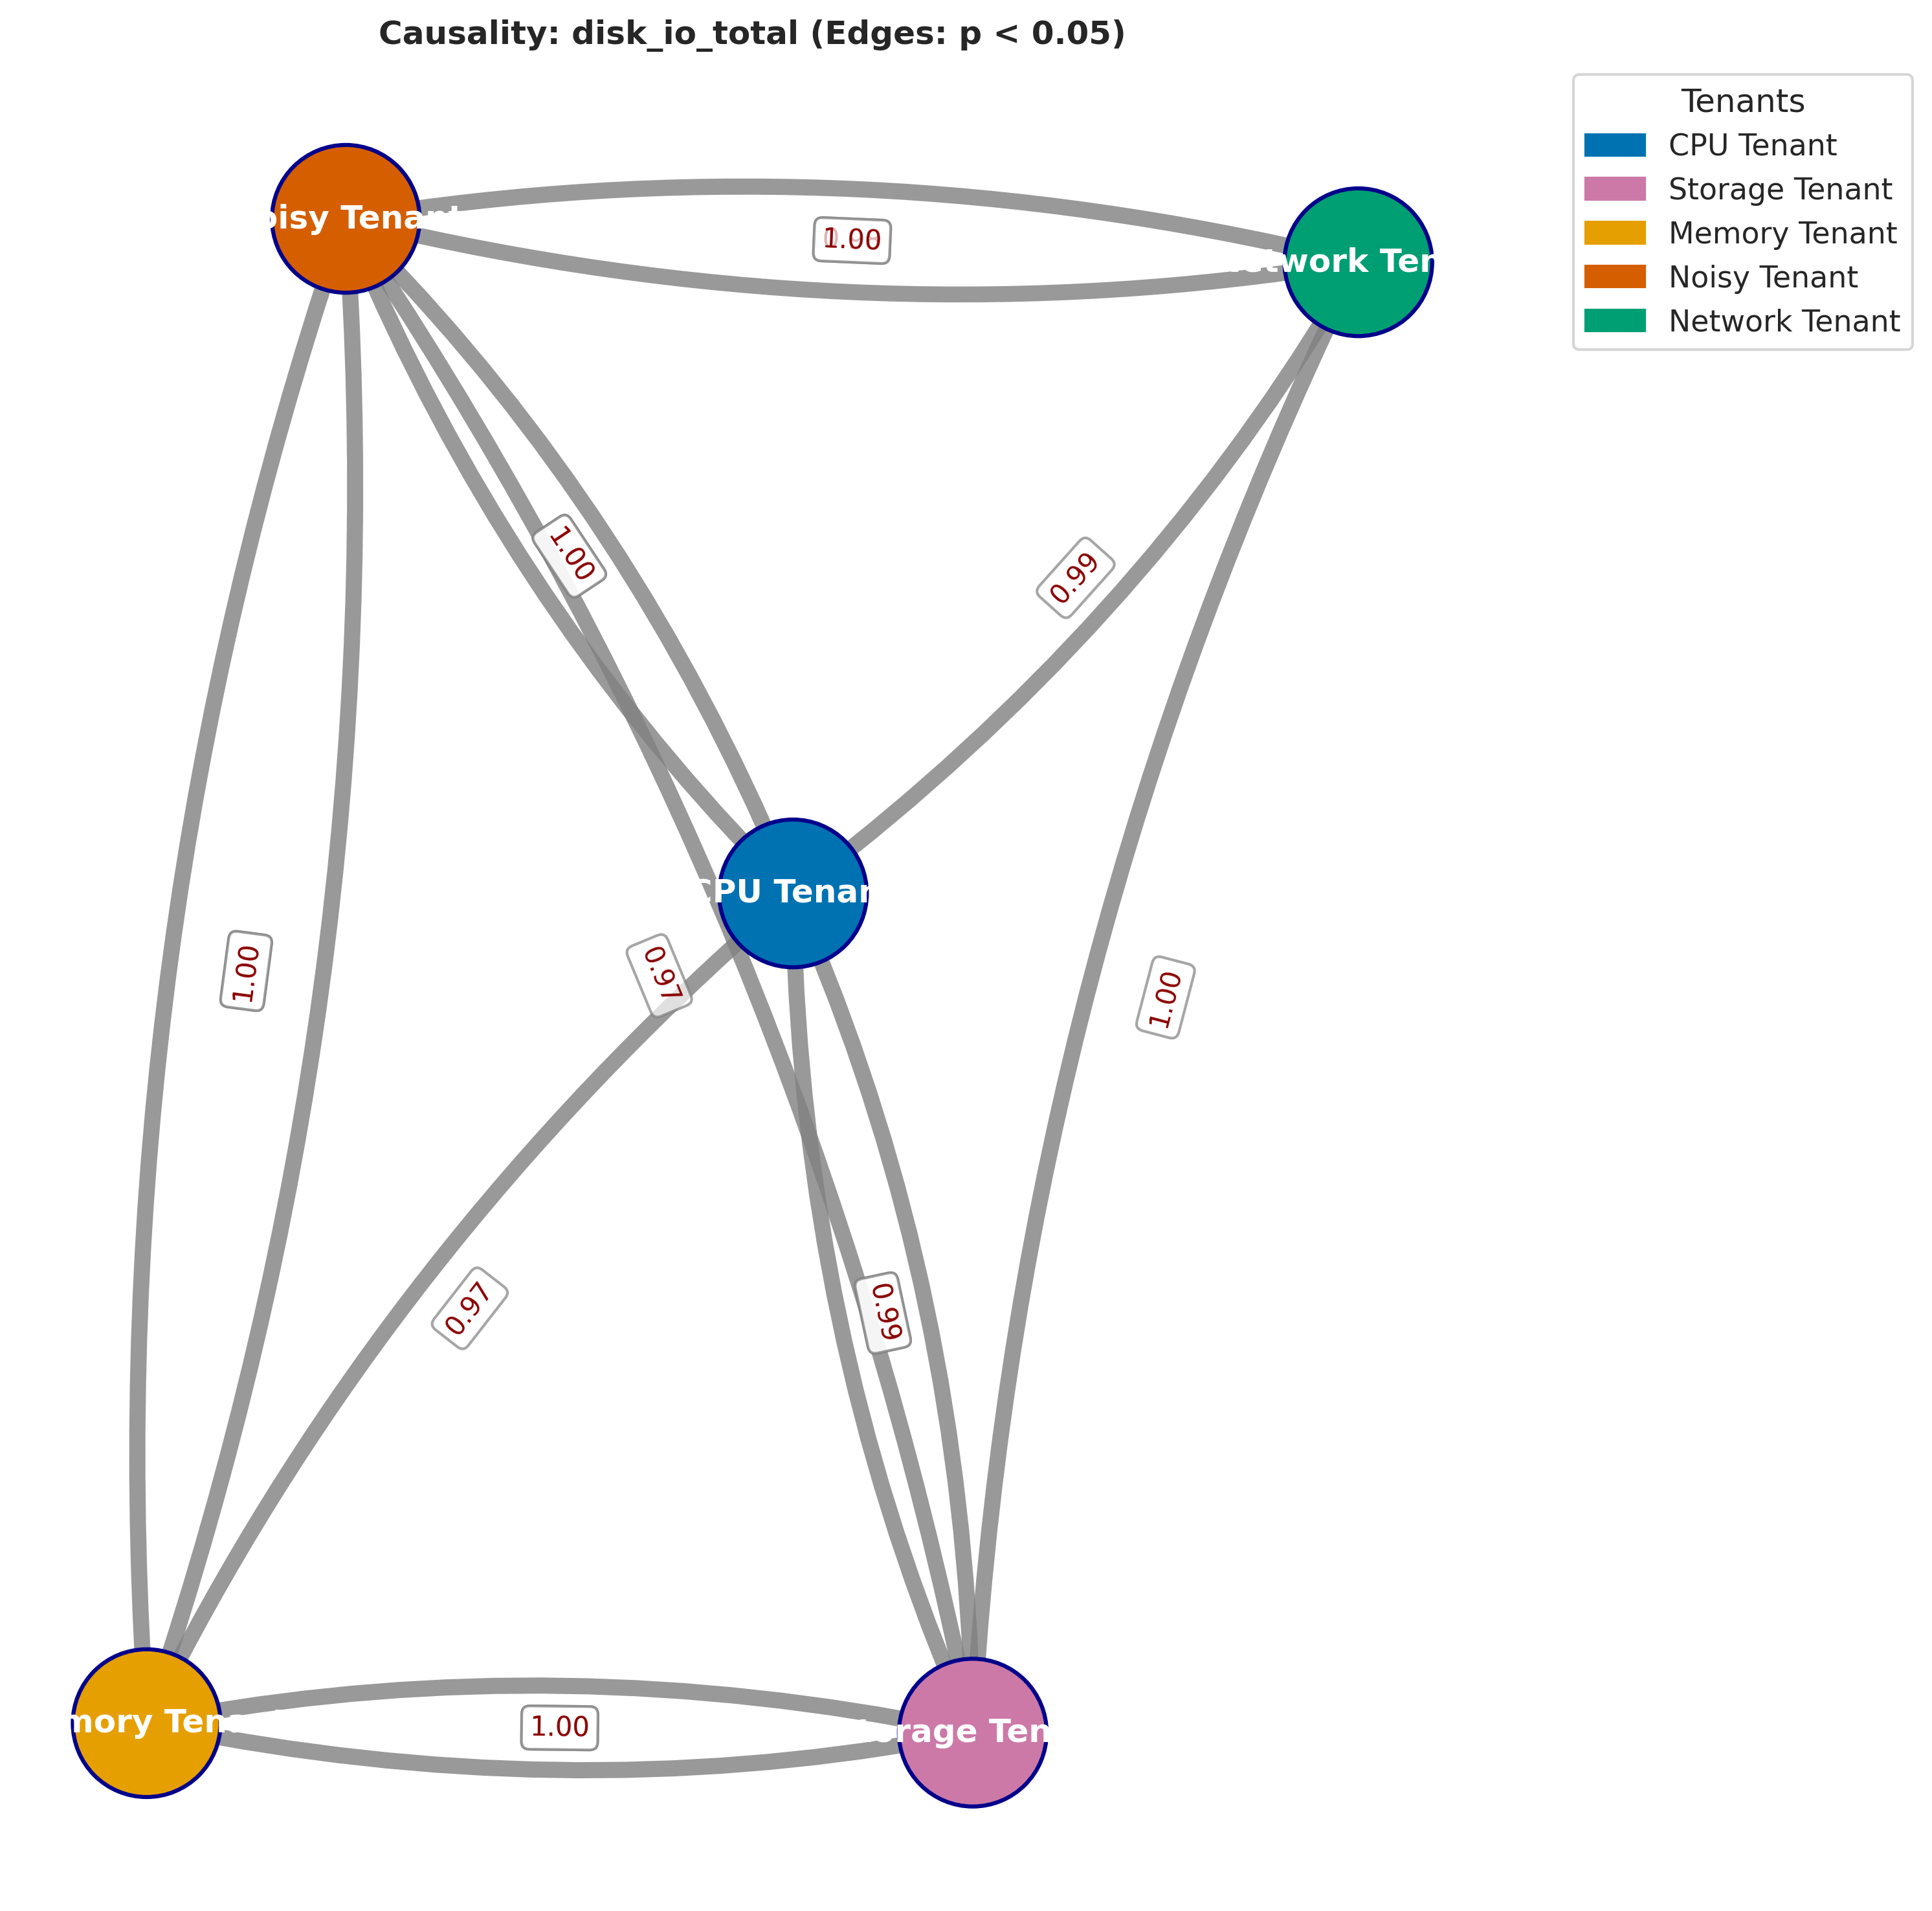 Causality: disk_io_total (Edges: p < 0.05)
Tenants
CPU Tenant
Storage Tenant
Memory Tenant
Noisy Tenant
Network Tenant
oisy Tenant
twork Ten
1.00
1.00
0.99
CPU Tenan
0.97
1.00
1.00
0.97
0.99
mory Ten
1.00
rage Ten